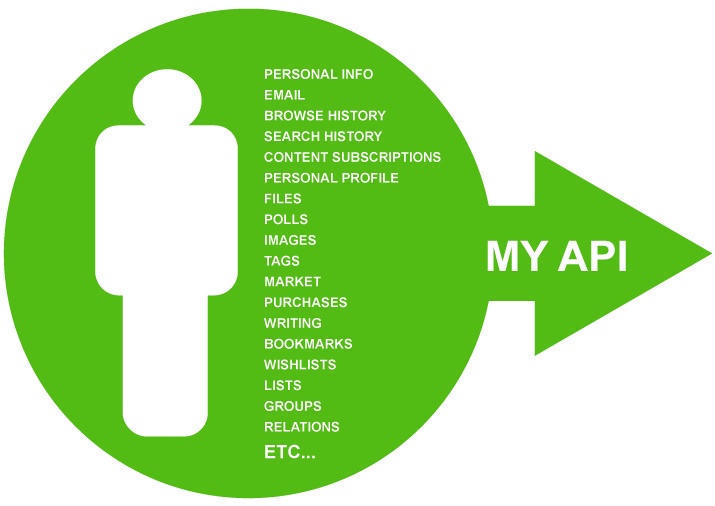 PERSONAL INFO
EMAIL
BROWSE HISTORY
SEARCH HISTORY
CONTENT SUBSCRIPTIONS
PERSONAL PROFILE
FILES
POLLS
IMAGES
TAGS
MARKET
PURCHASES
WRITING
BOOKMARKS
WISHLISTS
LISTS
GROUPS
RELATIONS
ETC...
MY API